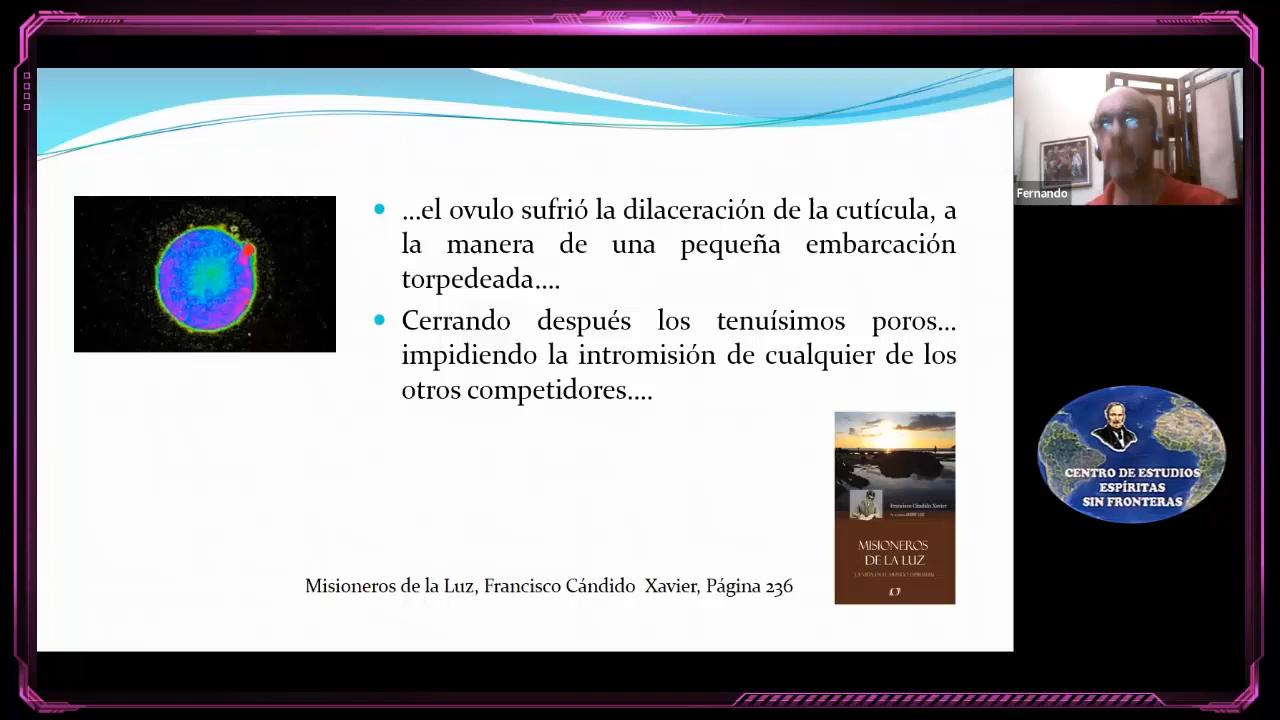 ...el ovulo sufrió la dilaceración de la cutícula, a
la manera de una pequeña embarcación
torpedeada....
Cerrando después los tenuísimos poros...
impidiendo la intromisión de cualquier de los
otros competidores....
Misioneros de la Luz, Francisco Cándido Xavier, Página 236
Francisco Cándido Xavier
MISIONEROS
DE LA LUZ
Fernando
CENTRO DE ESTUDIOS
ESPÍRITAS
SIN FRONTERAS